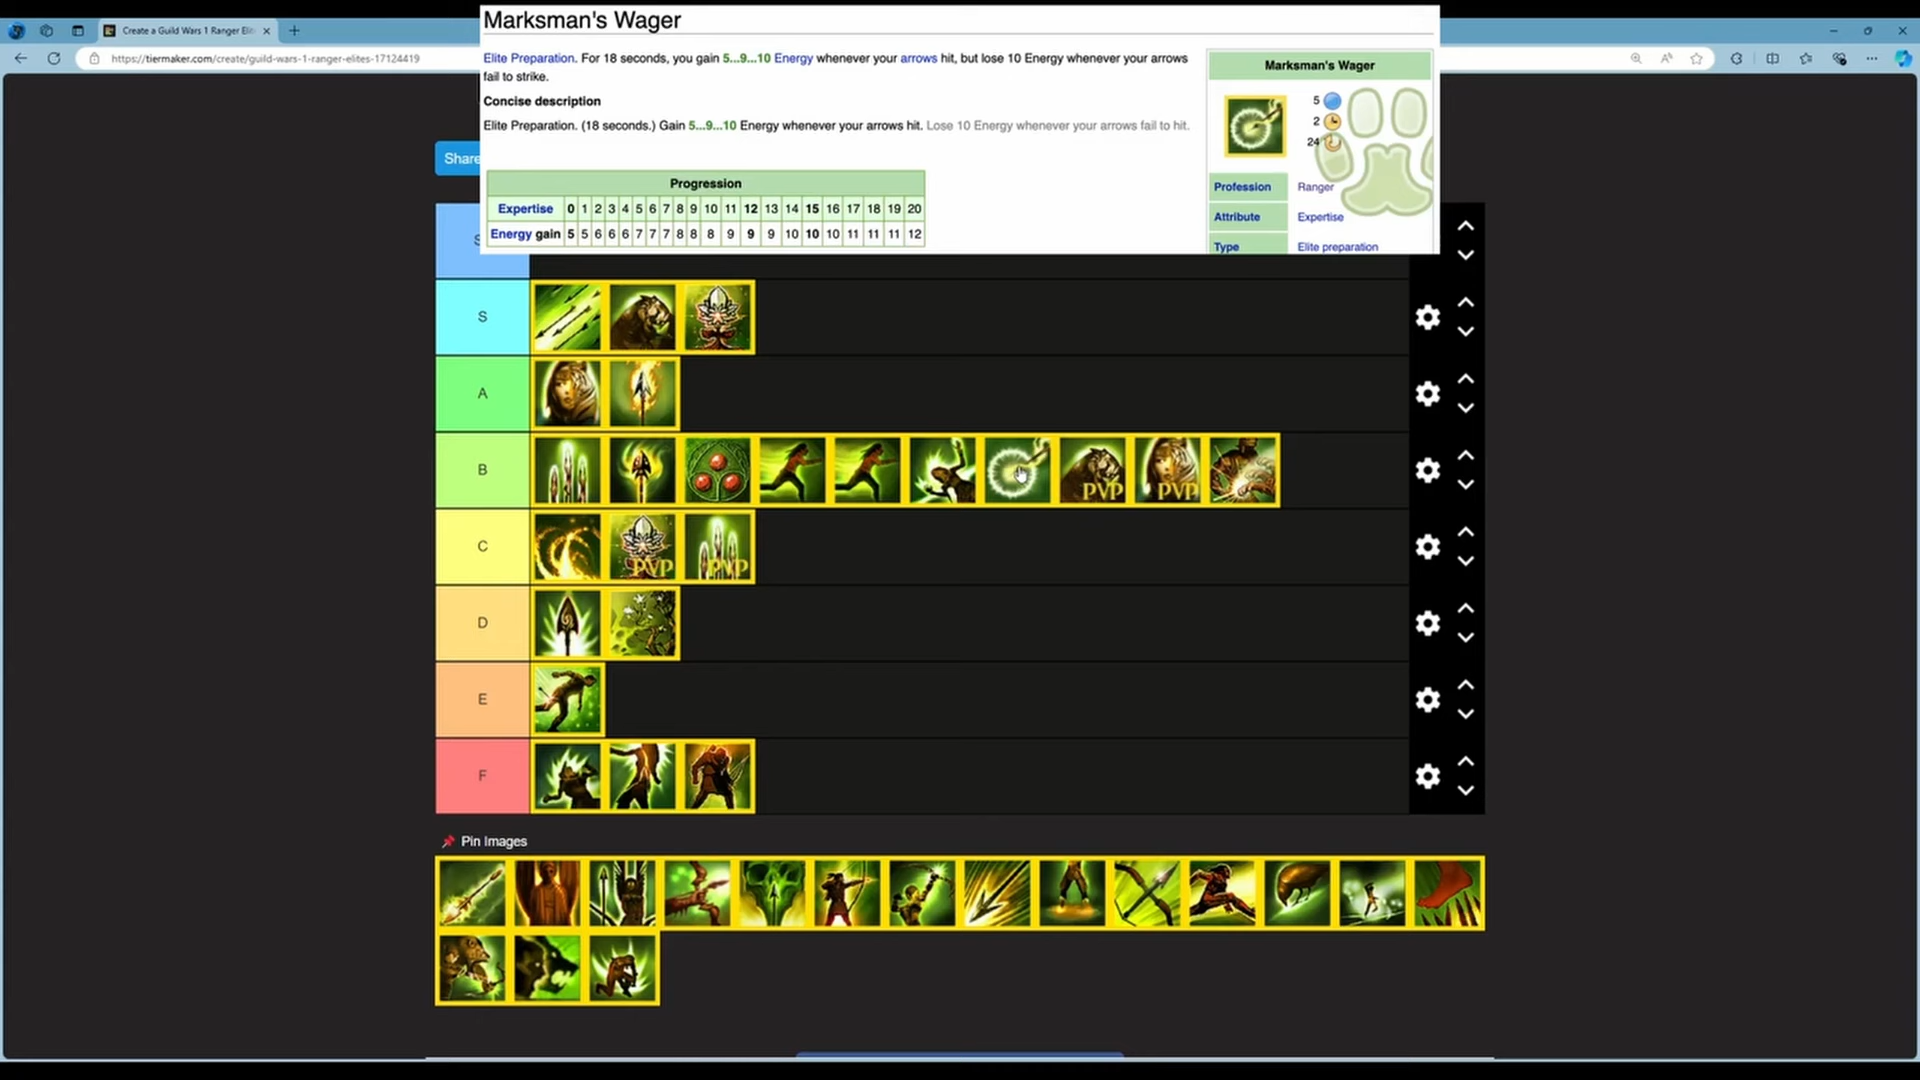 Marksman's Wager
Create a Guild Wars 1 Ranger Elit
https://tiermaker.com/create/guild-wars-1-ranger-elites-17124419
Elite Preparation. For 18 seconds, you gain 5...9...10 Energy whenever your arrows hit, but lose 10 Energy whenever your arrows
fail to strike.
Concise description
Elite Preparation. (18 seconds.) Gain 5...9...10 Energy whenever your arrows hit. Lose 10 Energy whenever your arrows fail to hit.
Marksman's Wager
5
2
24
Profession Ranger
Attribute Expertise
Type Elite preparation
Share
Progression
Expertise 0 1 2 3 4 5 6 7 8 9 10 11 12 13 14 15 16 17 18 19 20
Energy gain 5 5 6 6 6 7 7 7 8 8 8 9 9 9 10 10 10 11 11 11 12
S
A
B
PVP PVP
C
PVP PVP
D
E
F
Pin Images